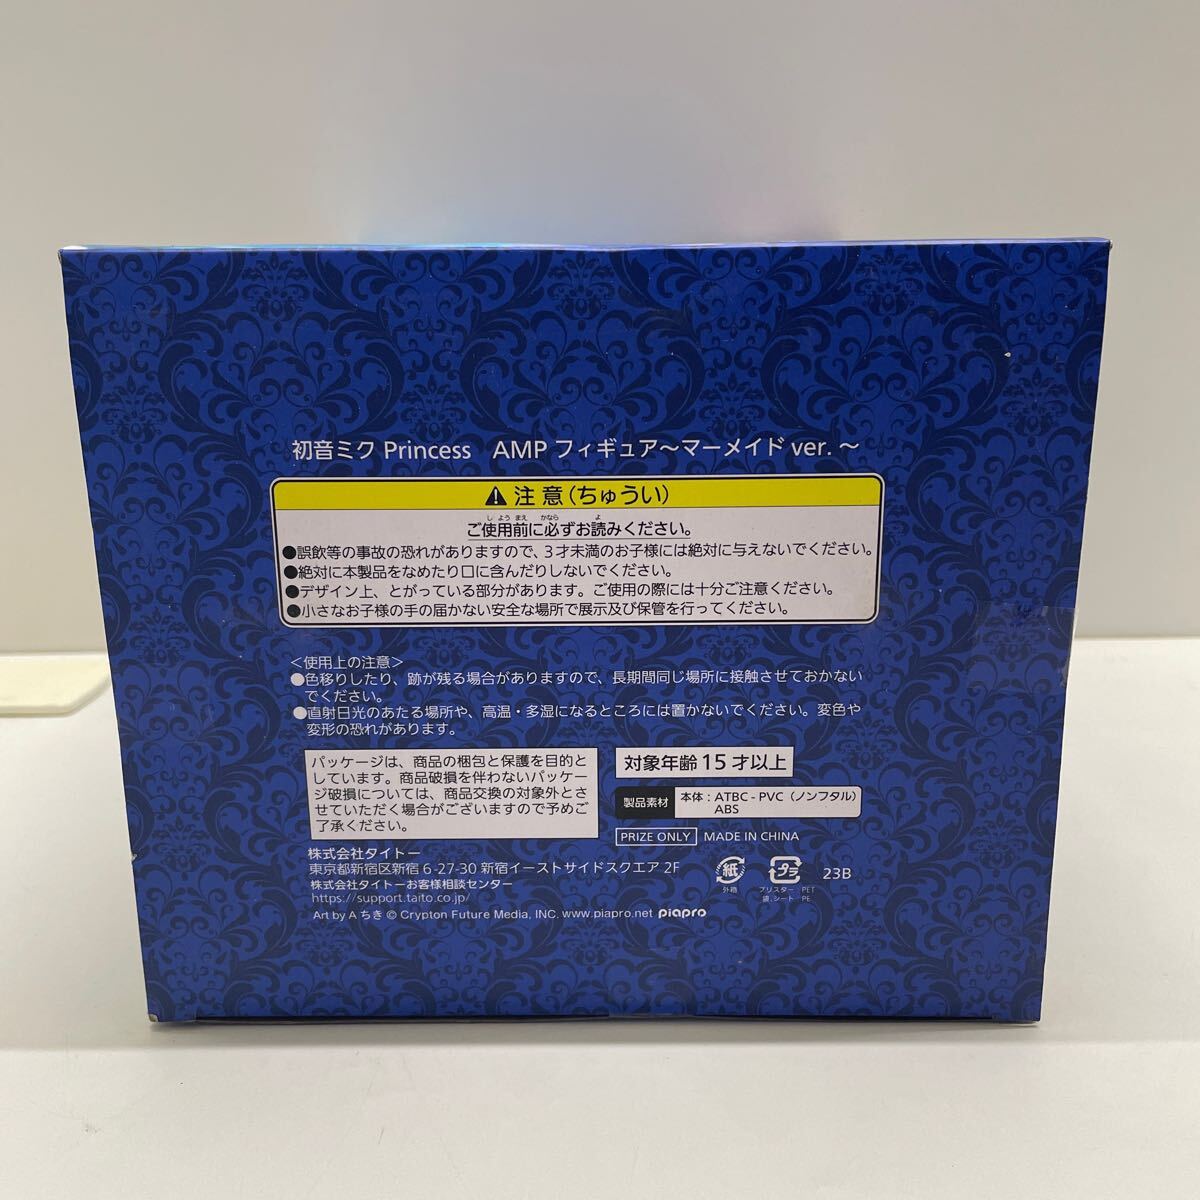 初音ミク Princess AMP フィギュア～マーメイド ver. ～
⚠ 注意（ちゅうい）
しよう まえ かなら よ
ご使用前に必ずお読みください。
●誤飲等の事故の恐れがありますので、3才未満のお子様には絶対に与えないでください。
●絶対に本製品をなめたり口に含んだりしないでください。
●デザイン上、とがっている部分があります。ご使用の際には十分ご注意ください。
●小さなお子様の手の届かない安全な場所で展示及び保管を行ってください。
＜使用上の注意＞
●色移りしたり、跡が残る場合がありますので、長期間同じ場所に接触させておかない
でください。
●直射日光のあたる場所や、高温・多湿になるところには置かないでください。変色や
変形の恐れがあります。
パッケージは、商品の梱包と保護を目的と
しています。商品破損を伴わないパッケー
ジ破損については、商品交換の対象外とさ
せていただく場合がございますので予めご
了承ください。
対象年齢 15 才以上
製品素材
本体：ATBC - PVC（ノンフタル）
ABS
PRIZE ONLY MADE IN CHINA
株式会社タイトー
東京都新宿区新宿 6-27-30 新宿イーストサイドスクエア 2F
株式会社タイトーお客様相談センター
https://support.taito.co.jp/
Art by A ちき © Crypton Future Media, INC. www.piapro.net piapro
紙
外箱
プラ
ブリスター PET
袋、シート PE
23B